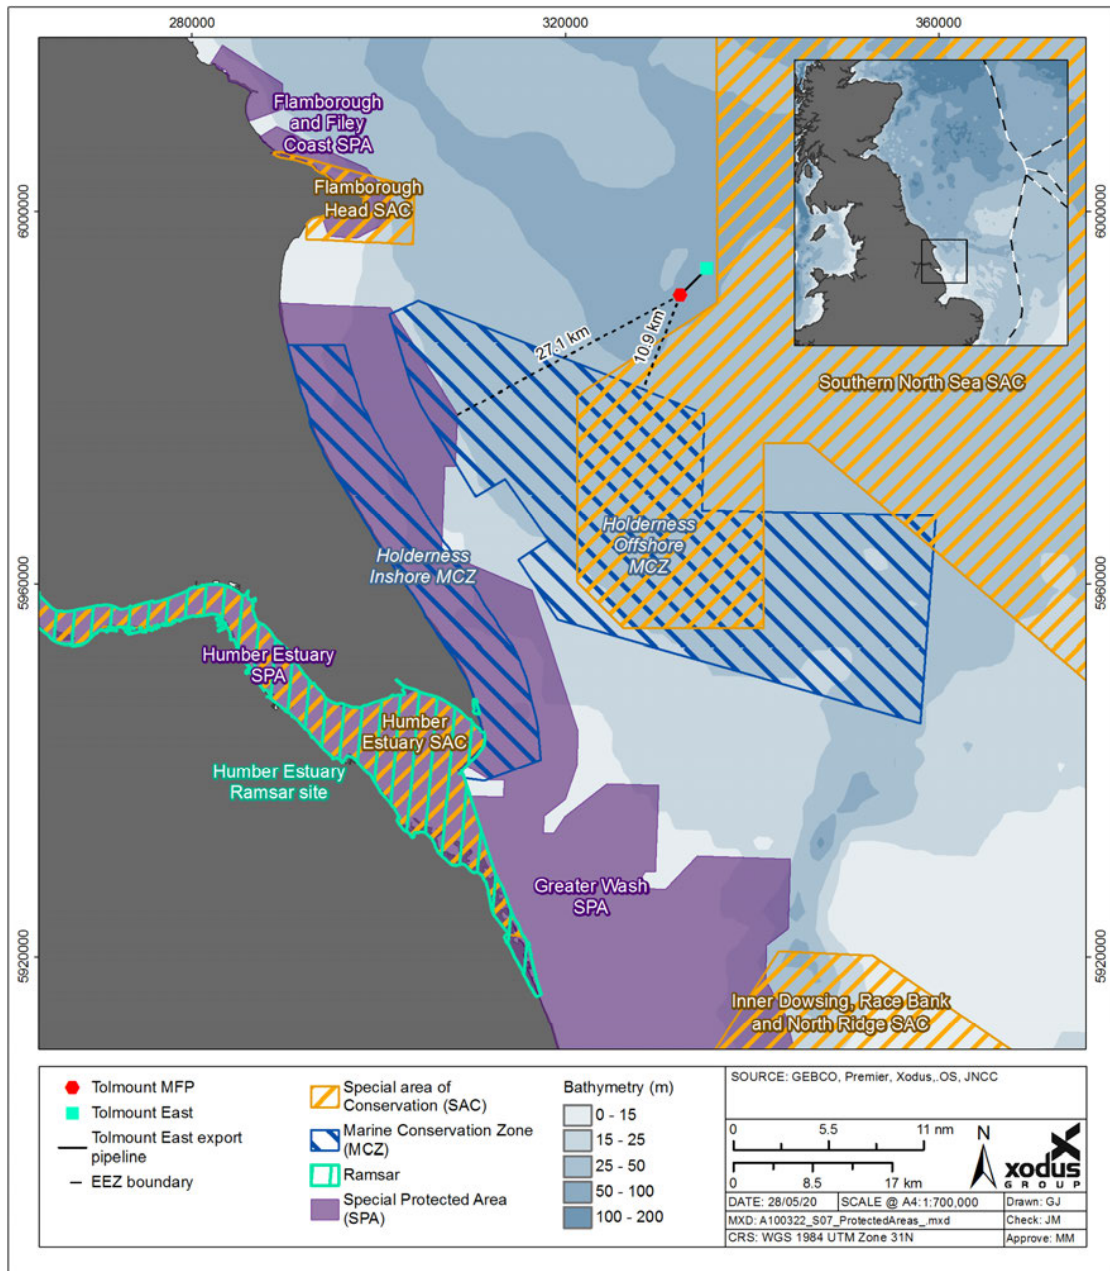 280000
320000
360000
6000000
6000000
5960000
5960000
5920000
5920000
Flamborough
and Filey
Coast SPA
Flamborough
Head SAC
27.1 km
10.9 km
Southern North Sea SAC
Holderness
Offshore
MCZ
Holderness
Inshore MCZ
Humber Estuary
SPA
Humber
Estuary SAC
Humber Estuary
Ramsar site
Greater Wash
SPA
Inner Dowsing, Race Bank
and North Ridge SAC
Tolmount MFP
Tolmount East
Tolmount East export
pipeline
EEZ boundary
Special area of
Conservation (SAC)
Marine Conservation Zone
(MCZ)
Ramsar
Special Protected Area
(SPA)
Bathymetry (m)
0 - 15
15 - 25
25 - 50
50 - 100
100 - 200
SOURCE: GEBCO, Premier, Xodus,.OS, JNCC
0 5.5 11 nm
0 8.5 17 km
N
xodus
GROUP
DATE: 28/05/20
SCALE @ A4:1:700,000
Drawn: GJ
MXD: A100322_S07_ProtectedAreas_.mxd
Check: JM
CRS: WGS 1984 UTM Zone 31N
Approve: MM